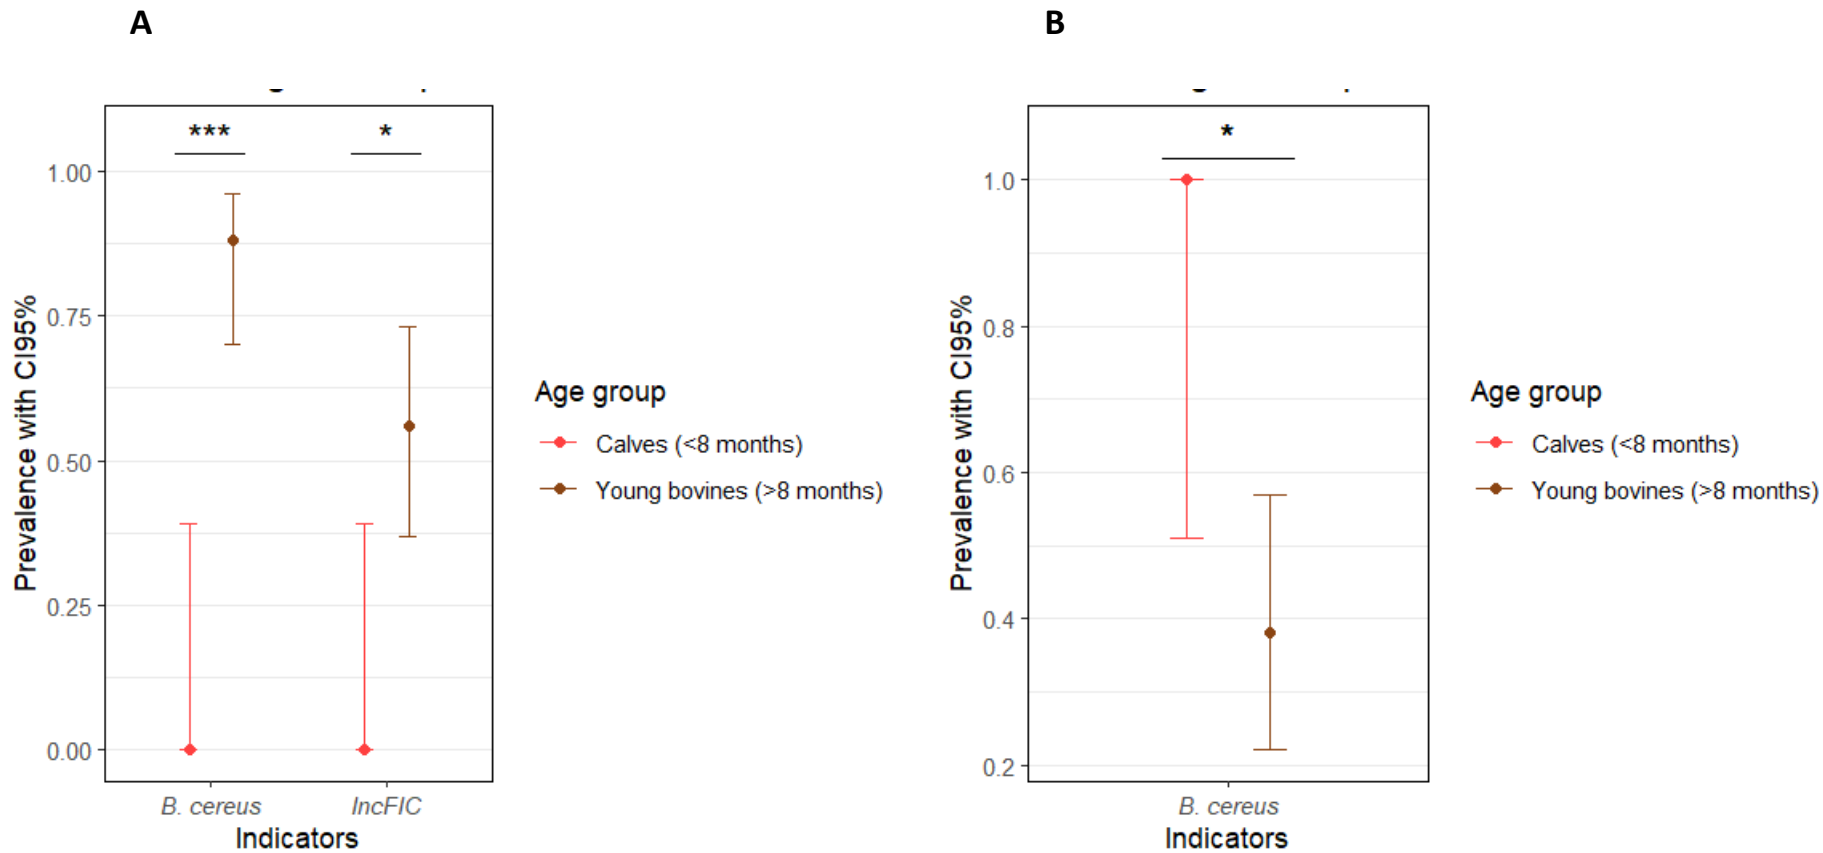 A
B
***
*
*
1.00
0.75
0.50
0.25
0.00
Prevalence with CI95%
B. cereus
IncFIC
Indicators
Age group
Calves (<8 months)
Young bovines (>8 months)
1.0
0.8
0.6
0.4
0.2
Prevalence with CI95%
B. cereus
Indicators
Age group
Calves (<8 months)
Young bovines (>8 months)